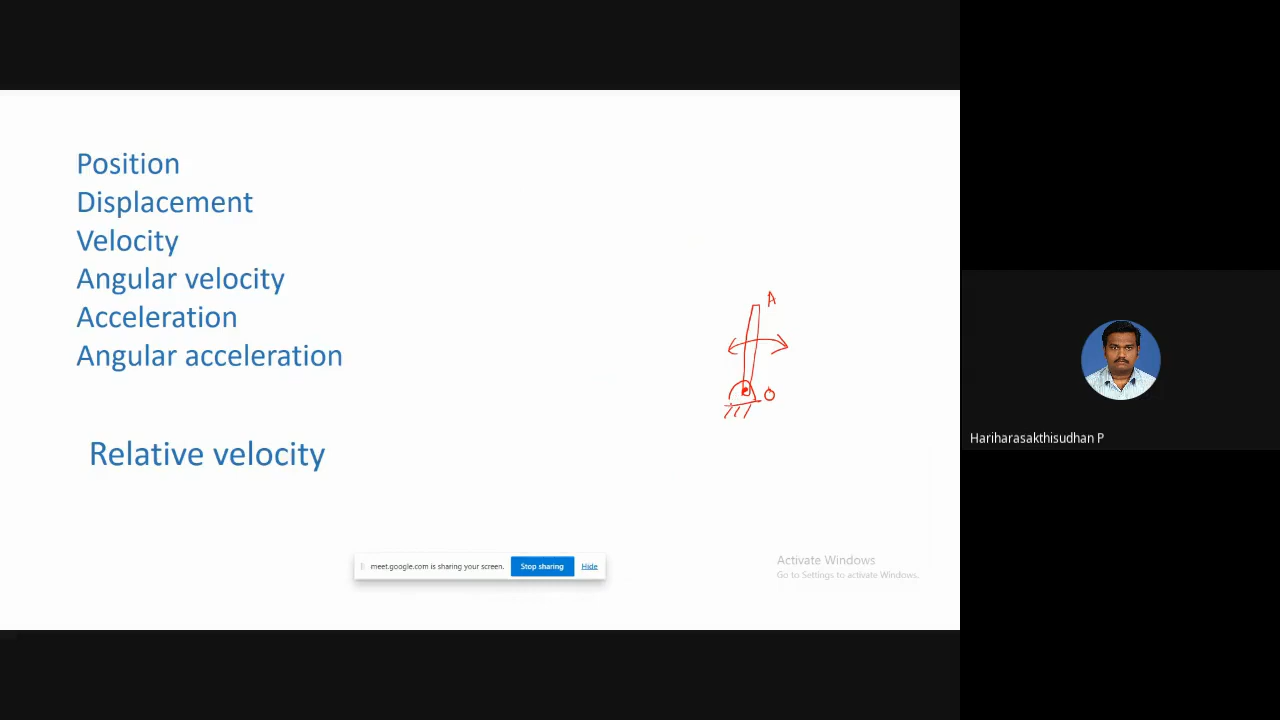 Position
Displacement
Velocity
Angular velocity
Acceleration
Angular acceleration
A
O
Relative velocity
Hariharasakthisudhan P
meet.google.com is sharing your screen. Stop sharing Hide
Activate Windows
Go to Settings to activate Windows.